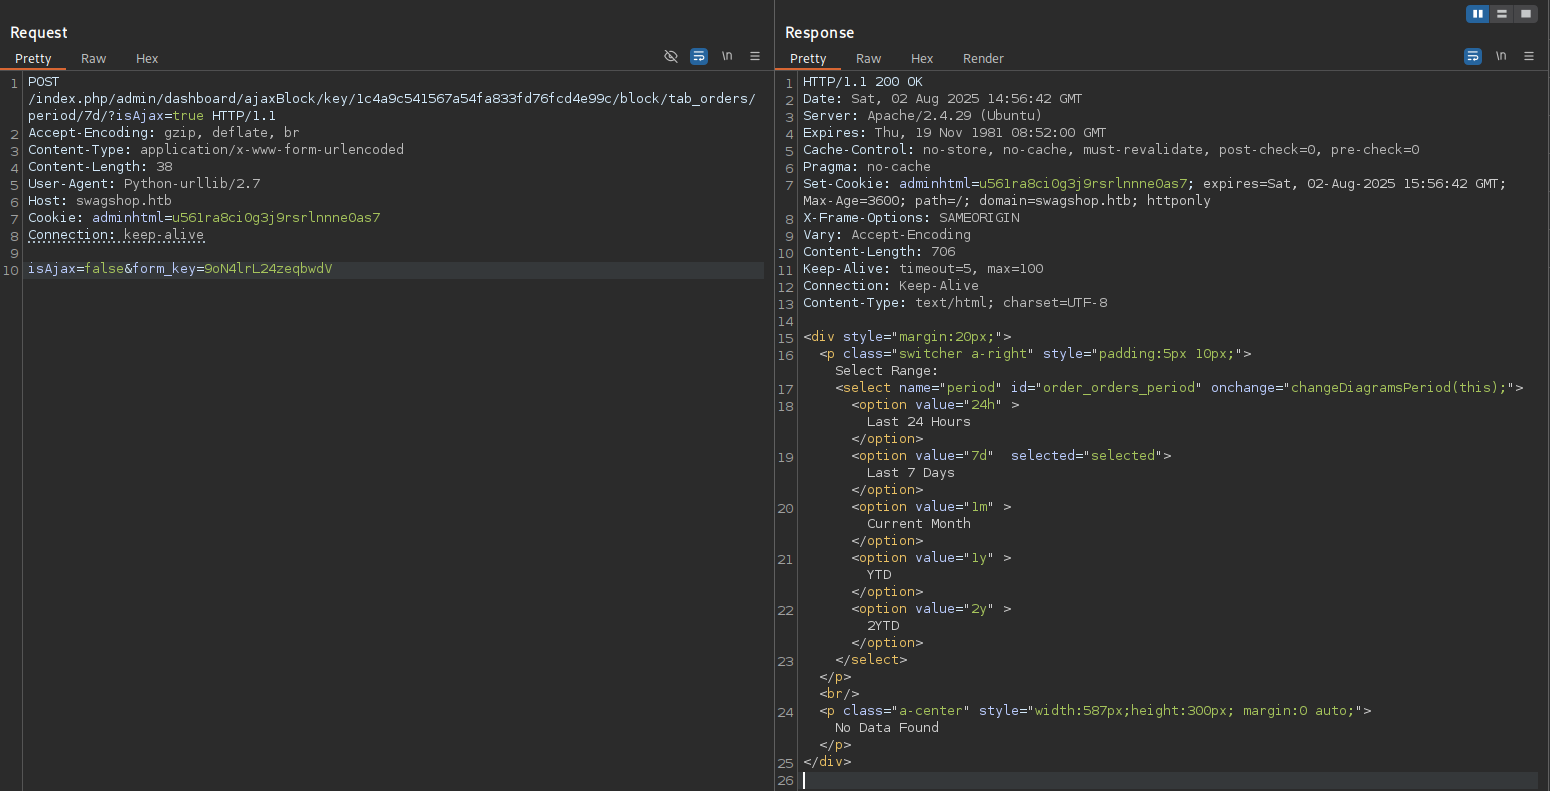 Request
Pretty Raw Hex
\n
1 POST
/index.php/admin/dashboard/ajaxBlock/key/1c4a9c541567a54fa833fd76fcd4e99c/block/tab_orders/
period/7d/?isAjax=true HTTP/1.1
2 Accept-Encoding: gzip, deflate, br
3 Content-Type: application/x-www-form-urlencoded
4 Content-Length: 38
5 User-Agent: Python-urllib/2.7
6 Host: swagshop.htb
7 Cookie: adminhtml=u561ra8ci0g3j9rsrlnnne0as7
8 Connection: keep-alive
9
10 isAjax=false&form_key=9oN4lrL24zeqbwdV
Response
Pretty Raw Hex Render
\n
1 HTTP/1.1 200 OK
2 Date: Sat, 02 Aug 2025 14:56:42 GMT
3 Server: Apache/2.4.29 (Ubuntu)
4 Expires: Thu, 19 Nov 1981 08:52:00 GMT
5 Cache-Control: no-store, no-cache, must-revalidate, post-check=0, pre-check=0
6 Pragma: no-cache
7 Set-Cookie: adminhtml=u561ra8ci0g3j9rsrlnnne0as7; expires=Sat, 02-Aug-2025 15:56:42 GMT;
Max-Age=3600; path=/; domain=swagshop.htb; httponly
8 X-Frame-Options: SAMEORIGIN
9 Vary: Accept-Encoding
10 Content-Length: 706
11 Keep-Alive: timeout=5, max=100
12 Connection: Keep-Alive
13 Content-Type: text/html; charset=UTF-8
14
15 <div style="margin:20px;">
16 <p class="switcher a-right" style="padding:5px 10px;">
Select Range:
17 <select name="period" id="order_orders_period" onchange="changeDiagramsPeriod(this);">
18 <option value="24h" >
Last 24 Hours
</option>
19 <option value="7d"  selected="selected">
Last 7 Days
</option>
20 <option value="1m" >
Current Month
</option>
21 <option value="1y" >
YTD
</option>
22 <option value="2y" >
2YTD
</option>
23 </select>
</p>
<br/>
24 <p class="a-center" style="width:587px;height:300px; margin:0 auto;">
No Data Found
</p>
25 </div>
26